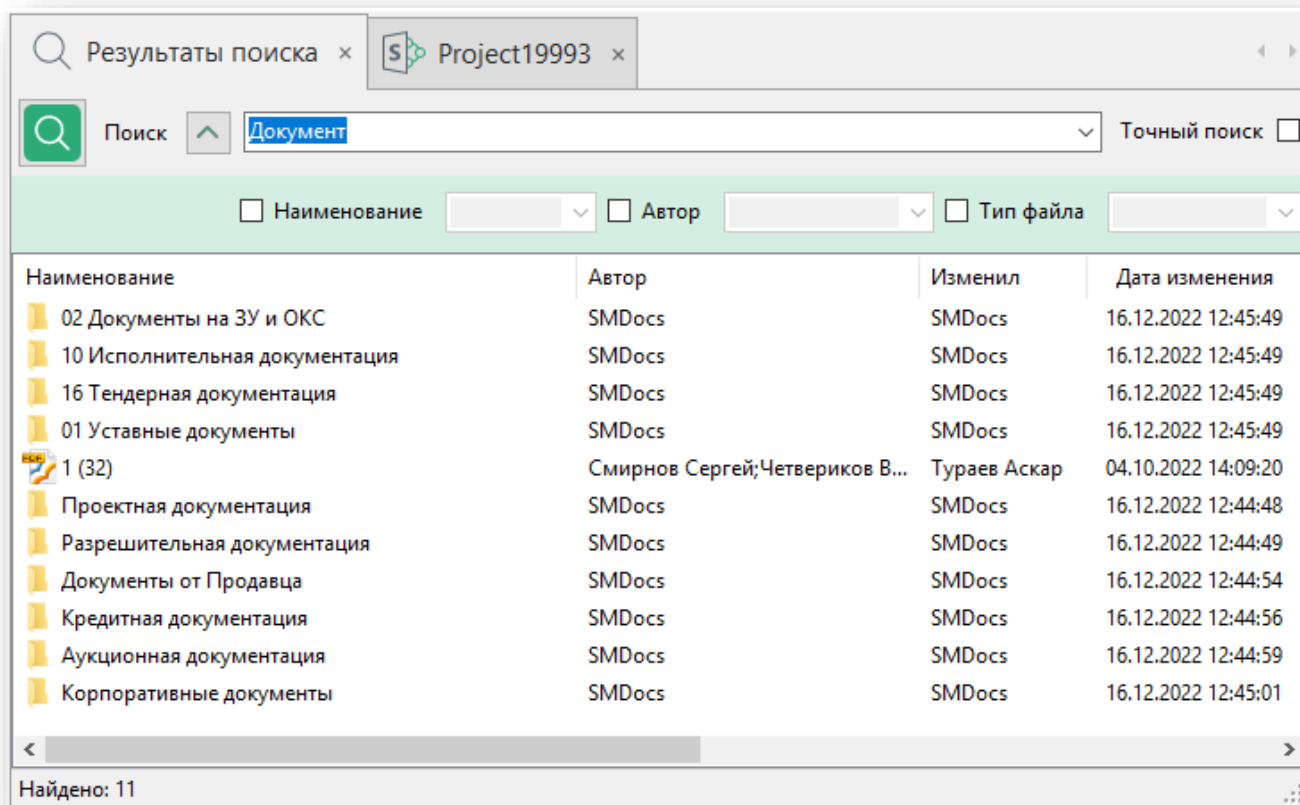 Результаты поиска × Project19993 ×
Поиск Документ Точный поиск
Наименование Автор Тип файла
Наименование Автор Изменил Дата изменения
02 Документы на ЗУ и ОКС SMDocs SMDocs 16.12.2022 12:45:49
10 Исполнительная документация SMDocs SMDocs 16.12.2022 12:45:49
16 Тендерная документация SMDocs SMDocs 16.12.2022 12:45:49
01 Уставные документы SMDocs SMDocs 16.12.2022 12:45:49
1 (32) Смирнов Сергей;Четвериков В... Тураев Аскар 04.10.2022 14:09:20
Проектная документация SMDocs SMDocs 16.12.2022 12:44:48
Разрешительная документация SMDocs SMDocs 16.12.2022 12:44:49
Документы от Продавца SMDocs SMDocs 16.12.2022 12:44:54
Кредитная документация SMDocs SMDocs 16.12.2022 12:44:56
Аукционная документация SMDocs SMDocs 16.12.2022 12:44:59
Корпоративные документы SMDocs SMDocs 16.12.2022 12:45:01
Найдено: 11